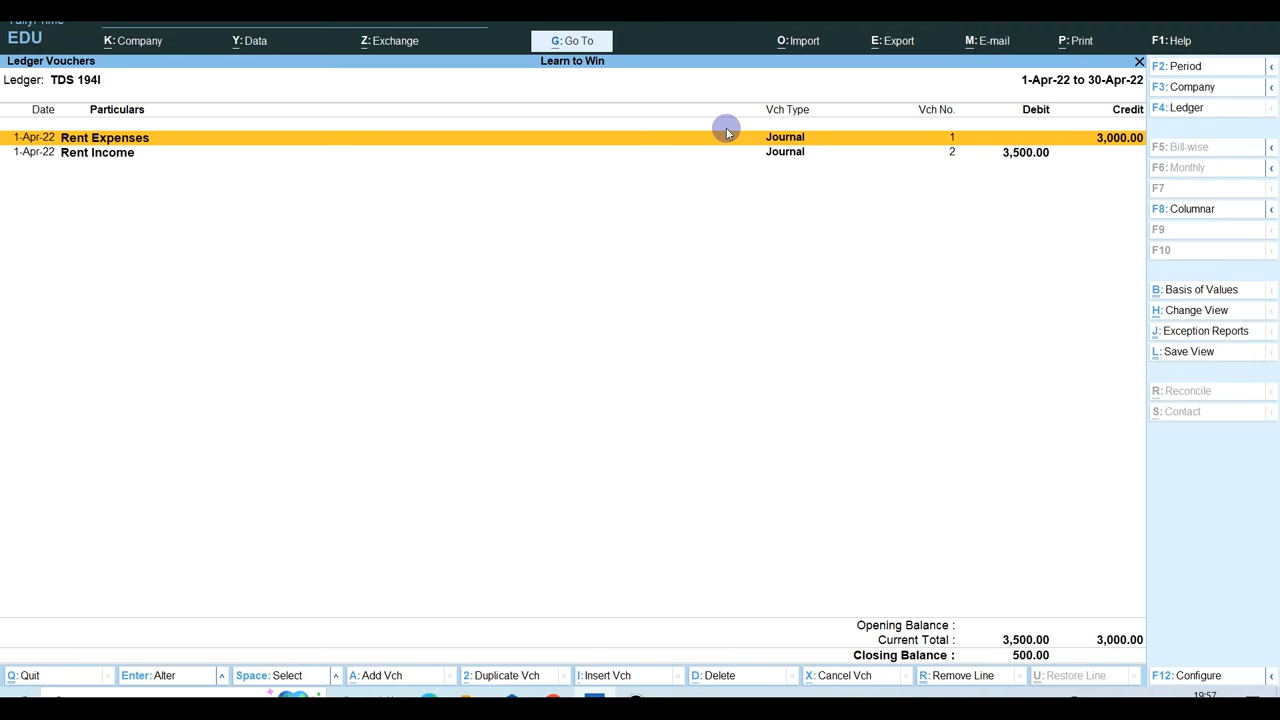 EDU
K: Company Y: Data Z: Exchange G: Go To O: Import E: Export M: E-mail P: Print F1: Help
Ledger Vouchers Learn to Win
Ledger: TDS 194I 1-Apr-22 to 30-Apr-22
Date Particulars Vch Type Vch No. Debit Credit
1-Apr-22 Rent Expenses Journal 1 3,000.00
1-Apr-22 Rent Income Journal 2 3,500.00
Opening Balance :
Current Total : 3,500.00 3,000.00
Closing Balance : 500.00
Q: Quit Enter: Alter Space: Select A: Add Vch 2: Duplicate Vch I: Insert Vch D: Delete X: Cancel Vch R: Remove Line U: Restore Line F12: Configure
F2: Period
F3: Company
F4: Ledger
F5: Bill-wise
F6: Monthly
F7
F8: Columnar
F9
F10
B: Basis of Values
H: Change View
J: Exception Reports
L: Save View
R: Reconcile
S: Contact
19:57